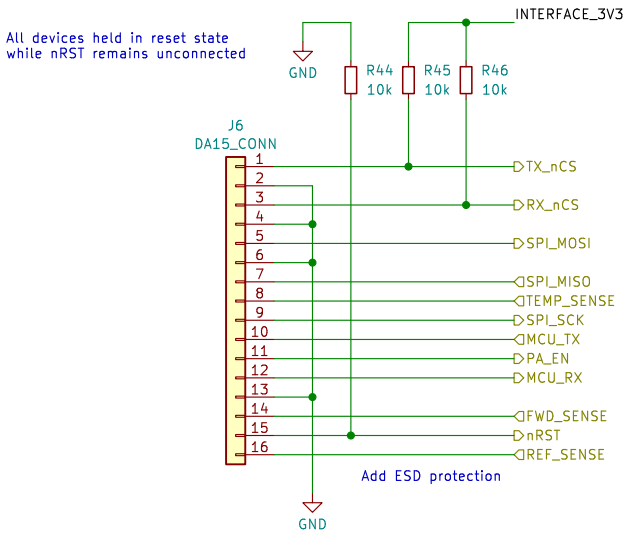 INTERFACE_3V3
All devices held in reset state
while nRST remains unconnected
GND
R44
10k
R45
10k
R46
10k
J6
DA15_CONN
1
TX_nCS
2
3
RX_nCS
4
5
SPI_MOSI
6
7
SPI_MISO
8
TEMP_SENSE
9
SPI_SCK
10
MCU_TX
11
PA_EN
12
MCU_RX
13
14
FWD_SENSE
15
nRST
16
REF_SENSE
Add ESD protection
GND